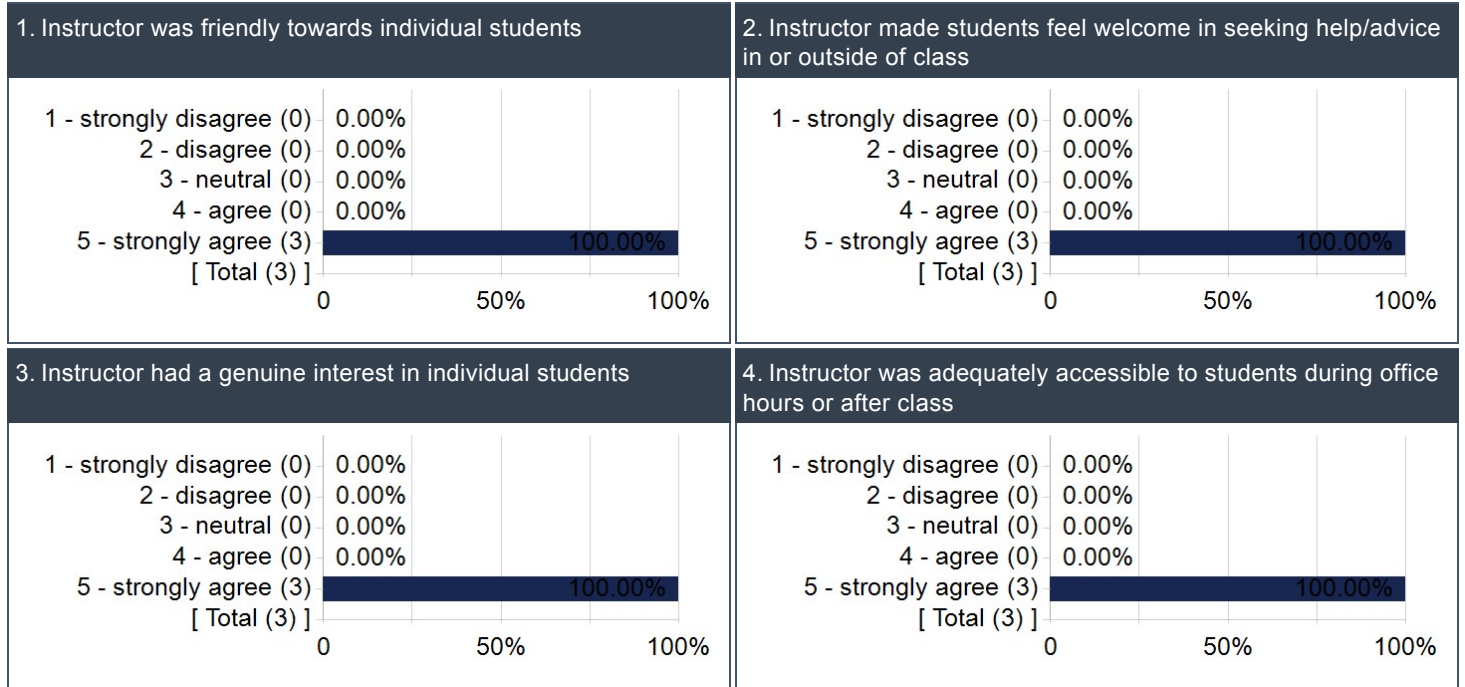 1. Instructor was friendly towards individual students
1 - strongly disagree (0) 0.00%
2 - disagree (0) 0.00%
3 - neutral (0) 0.00%
4 - agree (0) 0.00%
5 - strongly agree (3) 100.00%
[ Total (3) ]
0 50% 100%
2. Instructor made students feel welcome in seeking help/advice
in or outside of class
1 - strongly disagree (0) 0.00%
2 - disagree (0) 0.00%
3 - neutral (0) 0.00%
4 - agree (0) 0.00%
5 - strongly agree (3) 100.00%
[ Total (3) ]
0 50% 100%
3. Instructor had a genuine interest in individual students
1 - strongly disagree (0) 0.00%
2 - disagree (0) 0.00%
3 - neutral (0) 0.00%
4 - agree (0) 0.00%
5 - strongly agree (3) 100.00%
[ Total (3) ]
0 50% 100%
4. Instructor was adequately accessible to students during office
hours or after class
1 - strongly disagree (0) 0.00%
2 - disagree (0) 0.00%
3 - neutral (0) 0.00%
4 - agree (0) 0.00%
5 - strongly agree (3) 100.00%
[ Total (3) ]
0 50% 100%